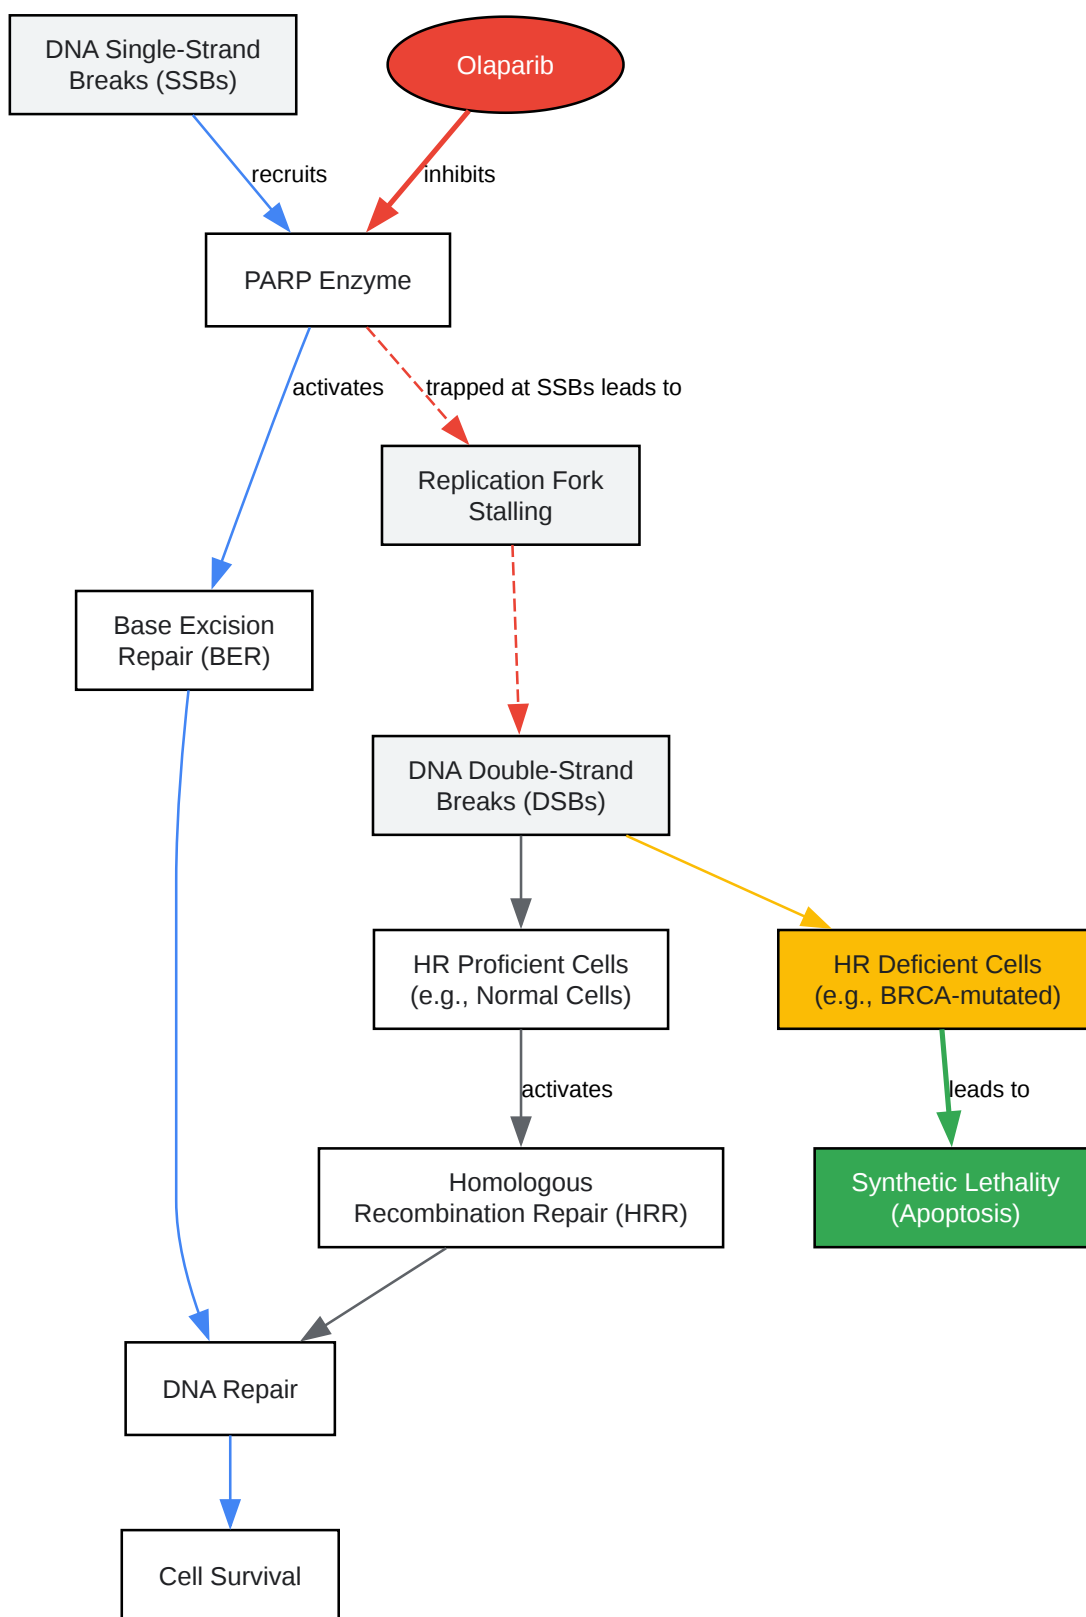 DNA Single-Strand
Breaks (SSBs)
Olaparib
recruits
inhibits
PARP Enzyme
activates
trapped at SSBs leads to
Replication Fork
Stalling
Base Excision
Repair (BER)
DNA Double-Strand
Breaks (DSBs)
HR Proficient Cells
(e.g., Normal Cells)
HR Deficient Cells
(e.g., BRCA-mutated)
activates
leads to
Homologous
Recombination Repair (HRR)
Synthetic Lethality
(Apoptosis)
DNA Repair
Cell Survival